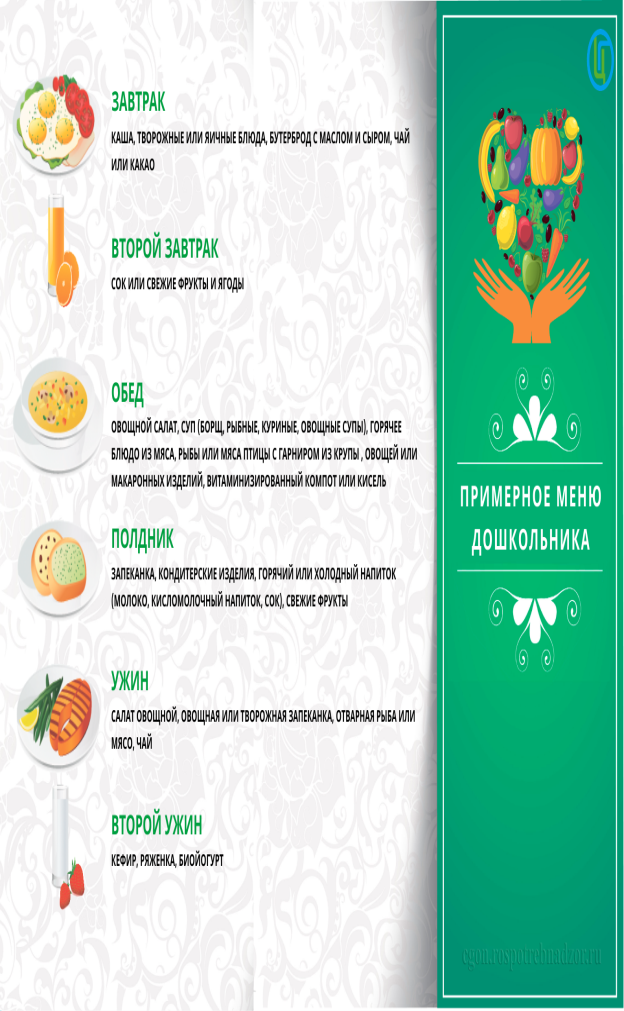 ЗАВТРАК
КАША, ТВОРОЖНЫЕ ИЛИ ЯИЧНЫЕ БЛЮДА, БУТЕРБРОД С МАСЛОМ И СЫРОМ, ЧАЙ
ИЛИ КАКАО
ВТОРОЙ ЗАВТРАК
СОК ИЛИ СВЕЖИЕ ФРУКТЫ И ЯГОДЫ
ОБЕД
ОВОЩНОЙ САЛАТ, СУП (БОРЩ, РЫБНЫЕ, КУРИНЫЕ, ОВОЩНЫЕ СУПЫ), ГОРЯЧЕЕ
БЛЮДО ИЗ МЯСА, РЫБЫ ИЛИ МЯСА ПТИЦЫ С ГАРНИРОМ ИЗ КРУПЫ , ОВОЩЕЙ ИЛИ
МАКАРОННЫХ ИЗДЕЛИЙ, ВИТАМИНИЗИРОВАННЫЙ КОМПОТ ИЛИ КИСЕЛЬ
ПОЛДНИК
ЗАПЕКАНКА, КОНДИТЕРСКИЕ ИЗДЕЛИЯ, ГОРЯЧИЙ ИЛИ ХОЛОДНЫЙ НАПИТОК
(МОЛОКО, КИСЛОМОЛОЧНЫЙ НАПИТОК, СОК), СВЕЖИЕ ФРУКТЫ
УЖИН
САЛАТ ОВОЩНОЙ, ОВОЩНАЯ ИЛИ ТВОРОЖНАЯ ЗАПЕКАНКА, ОТВАРНАЯ РЫБА ИЛИ
МЯСО, ЧАЙ
ВТОРОЙ УЖИН
КЕФИР, РЯЖЕНКА, БИОЙОГУРТ
ПРИМЕРНОЕ МЕНЮ
ДОШКОЛЬНИКА
cgon.rospotrebnadzor.ru